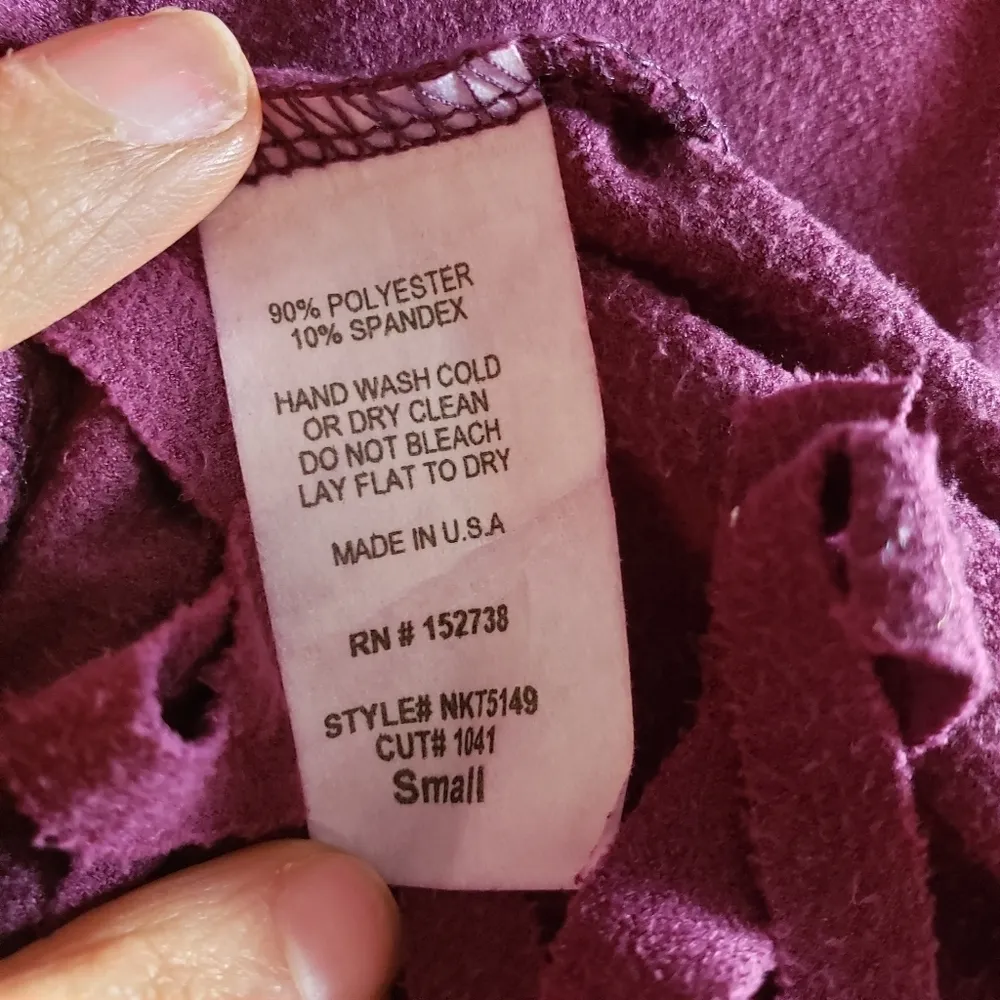 90% POLYESTER
10% SPANDEX
HAND WASH COLD
OR DRY CLEAN
DO NOT BLEACH
LAY FLAT TO DRY
MADE IN U.S.A
RN # 152738
STYLE# NKT5149
CUT# 1041
Small